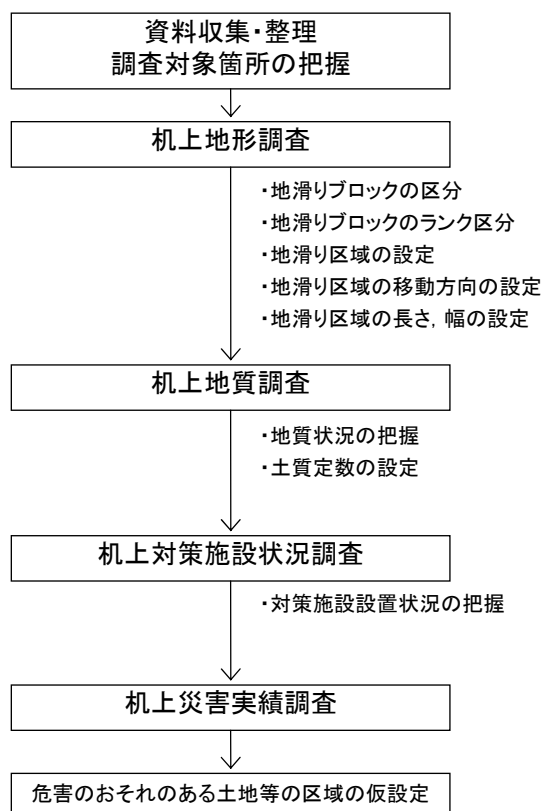 資料収集・整理
調査対象箇所の把握
机上地形調査
・地滑りブロックの区分
・地滑りブロックのランク区分
・地滑り区域の設定
・地滑り区域の移動方向の設定
・地滑り区域の長さ，幅の設定
机上地質調査
・地質状況の把握
・土質定数の設定
机上対策施設状況調査
・対策施設設置状況の把握
机上災害実績調査
危害のおそれのある土地等の区域の仮設定